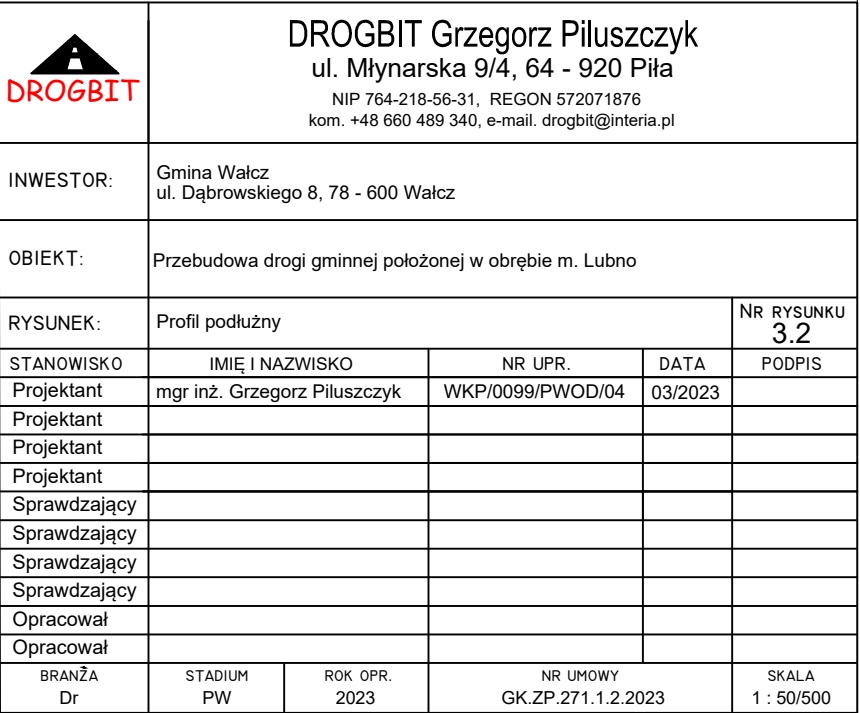 DROGBIT
DROGBIT Grzegorz Piluszczyk
ul. Młynarska 9/4, 64 - 920 Piła
NIP 764-218-56-31, REGON 572071876
kom. +48 660 489 340, e-mail. drogbit@interia.pl
INWESTOR:
Gmina Wałcz
ul. Dąbrowskiego 8, 78 - 600 Wałcz
OBIEKT:
Przebudowa drogi gminnej położonej w obrębie m. Lubno
RYSUNEK:
Profil podłużny
NR RYSUNKU
3.2
STANOWISKO IMIĘ I NAZWISKO NR UPR. DATA PODPIS
Projektant mgr inż. Grzegorz Piluszczyk WKP/0099/PWOD/04 03/2023
Projektant
Projektant
Projektant
Sprawdzający
Sprawdzający
Sprawdzający
Sprawdzający
Opracował
Opracował
BRANŻA STADIUM ROK OPR. NR UMOWY SKALA
Dr PW 2023 GK.ZP.271.1.2.2023 1 : 50/500